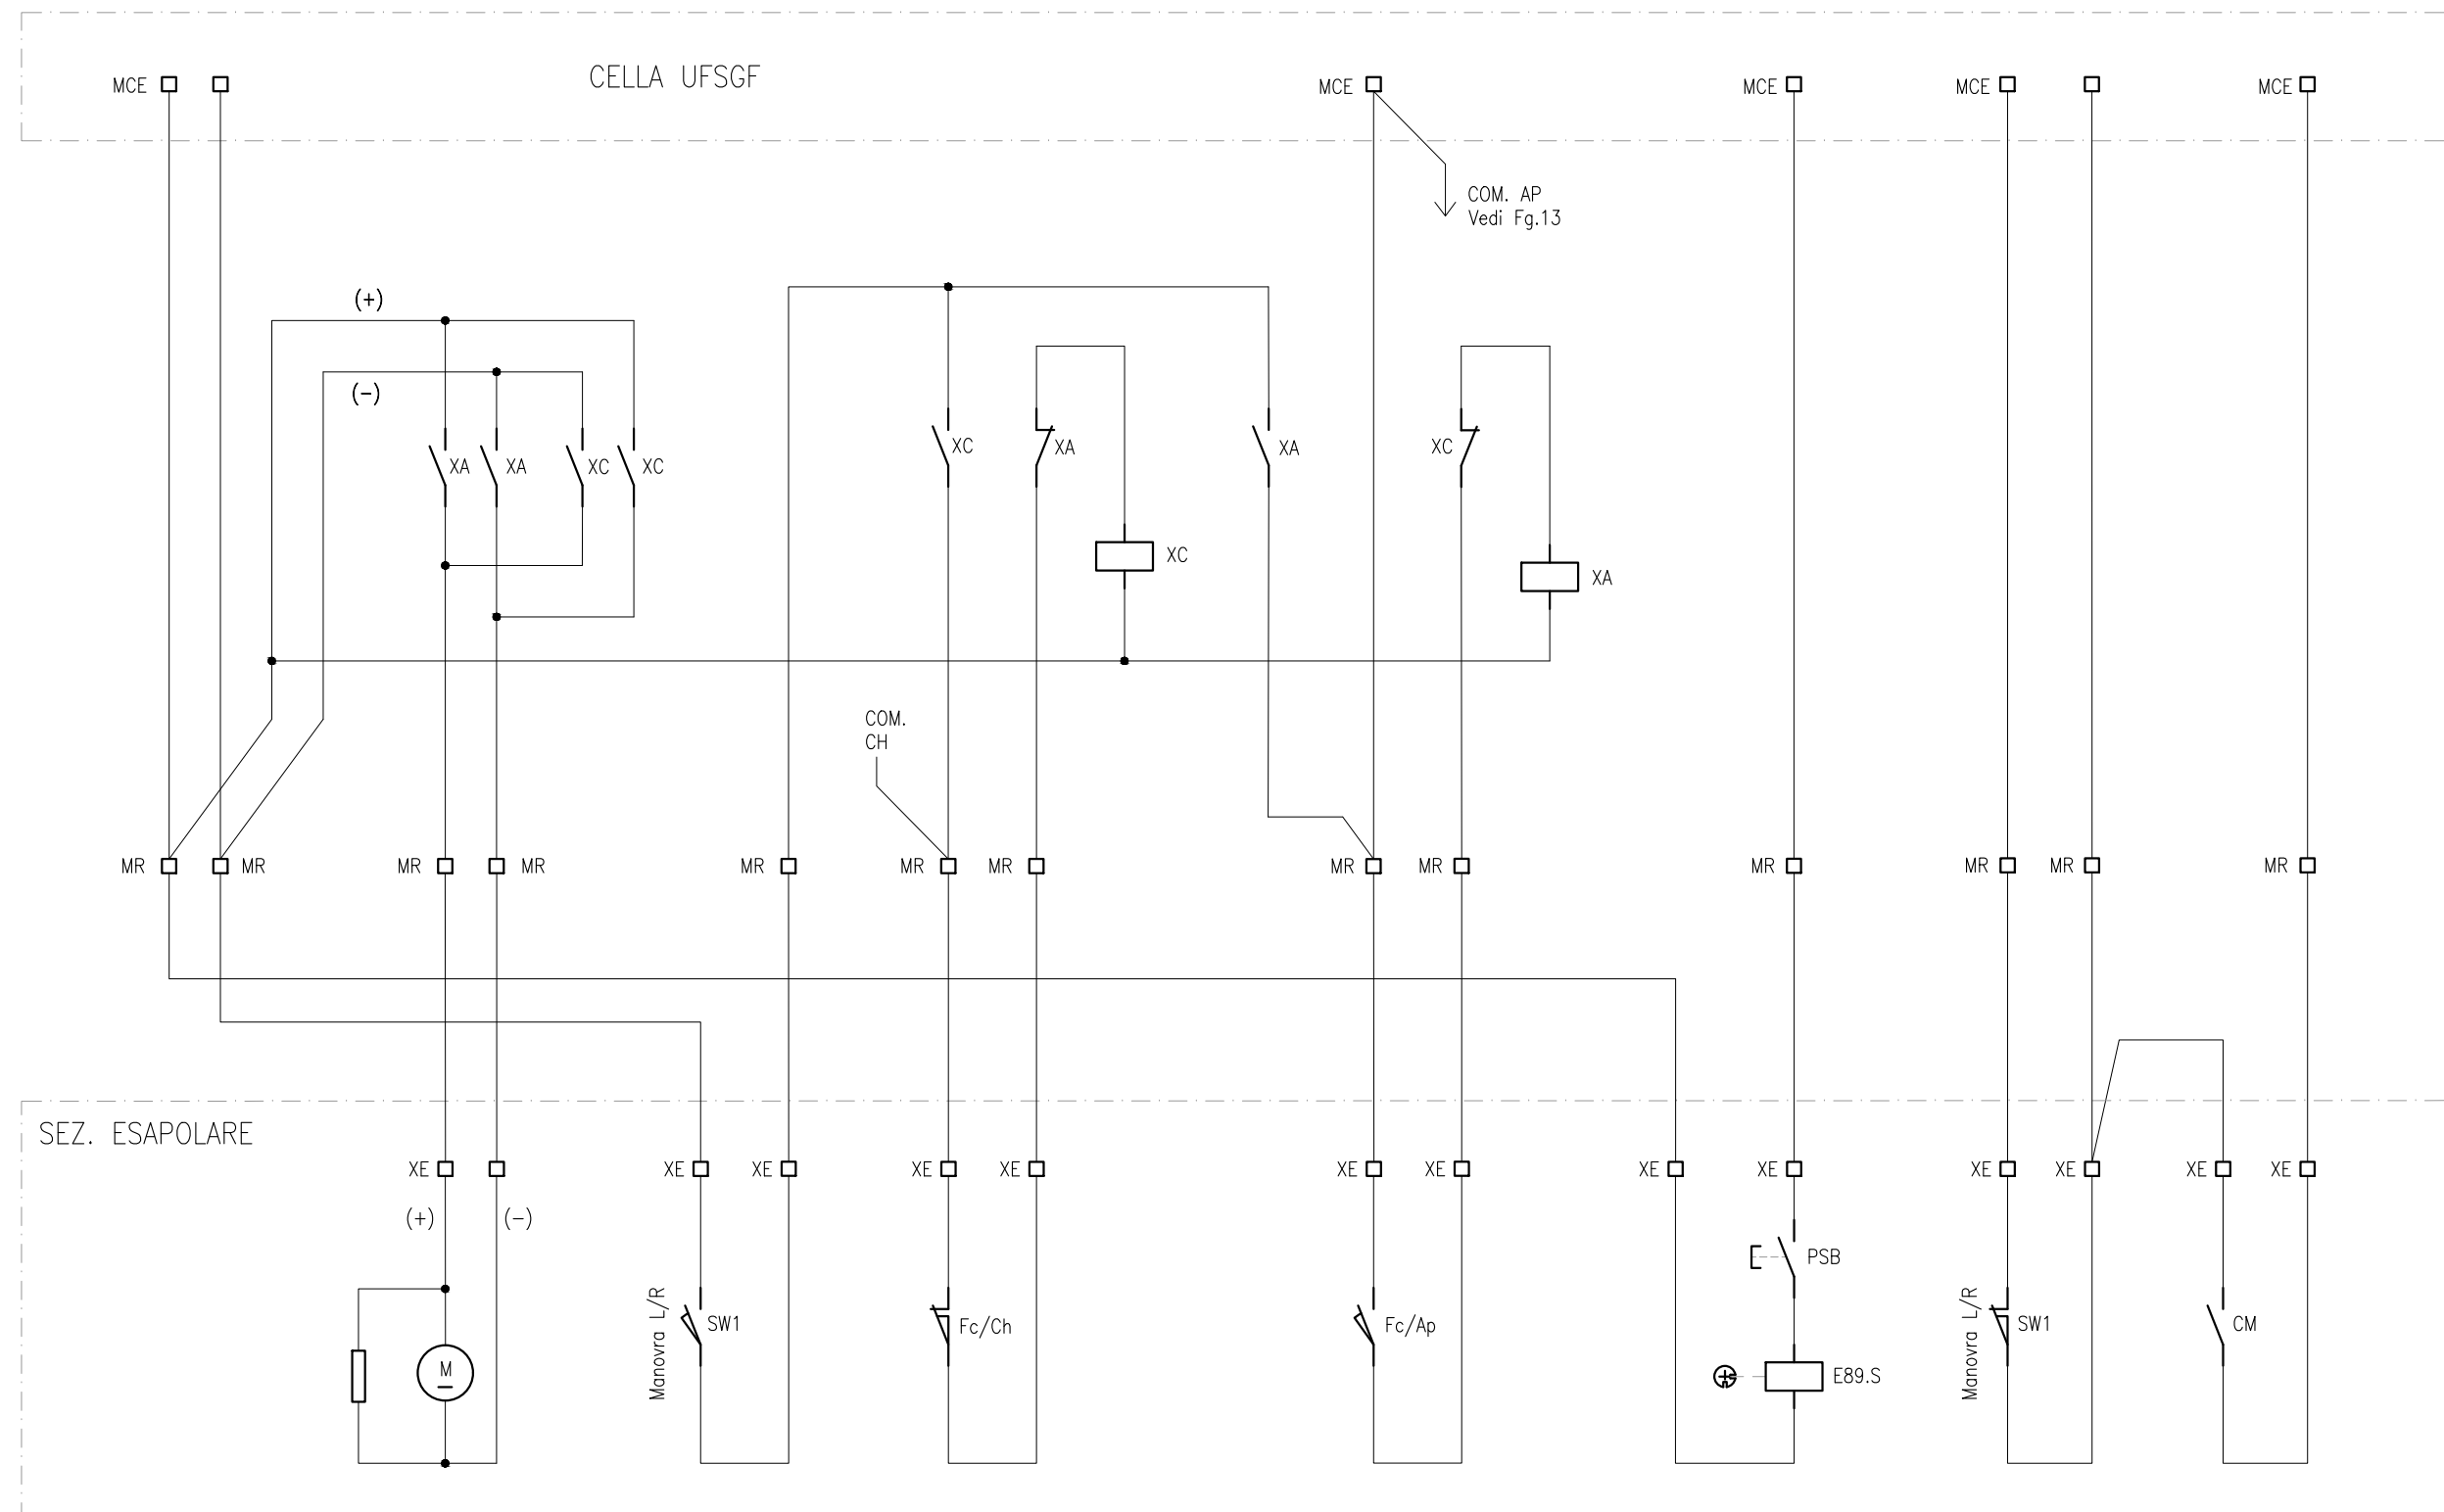 CELLA UFSGF
MCE
MCE
MCE
MCE
MCE
COM. AP
Vedi Fg.13
(+)
(-)
XA
XA
XC
XC
XC
XA
XA
XC
XC
XA
COM.
CH
MR
MR
MR
MR
MR
MR
MR
MR
MR
MR
MR
MR
MR
SEZ. ESAPOLARE
XE
XE
XE
XE
XE
XE
XE
XE
XE
XE
XE
XE
XE
(+)
(-)
PSB
Manovra L/R
SW1
Fc/Ch
Fc/Ap
Manovra L/R
SW1
CM
M
E89.S